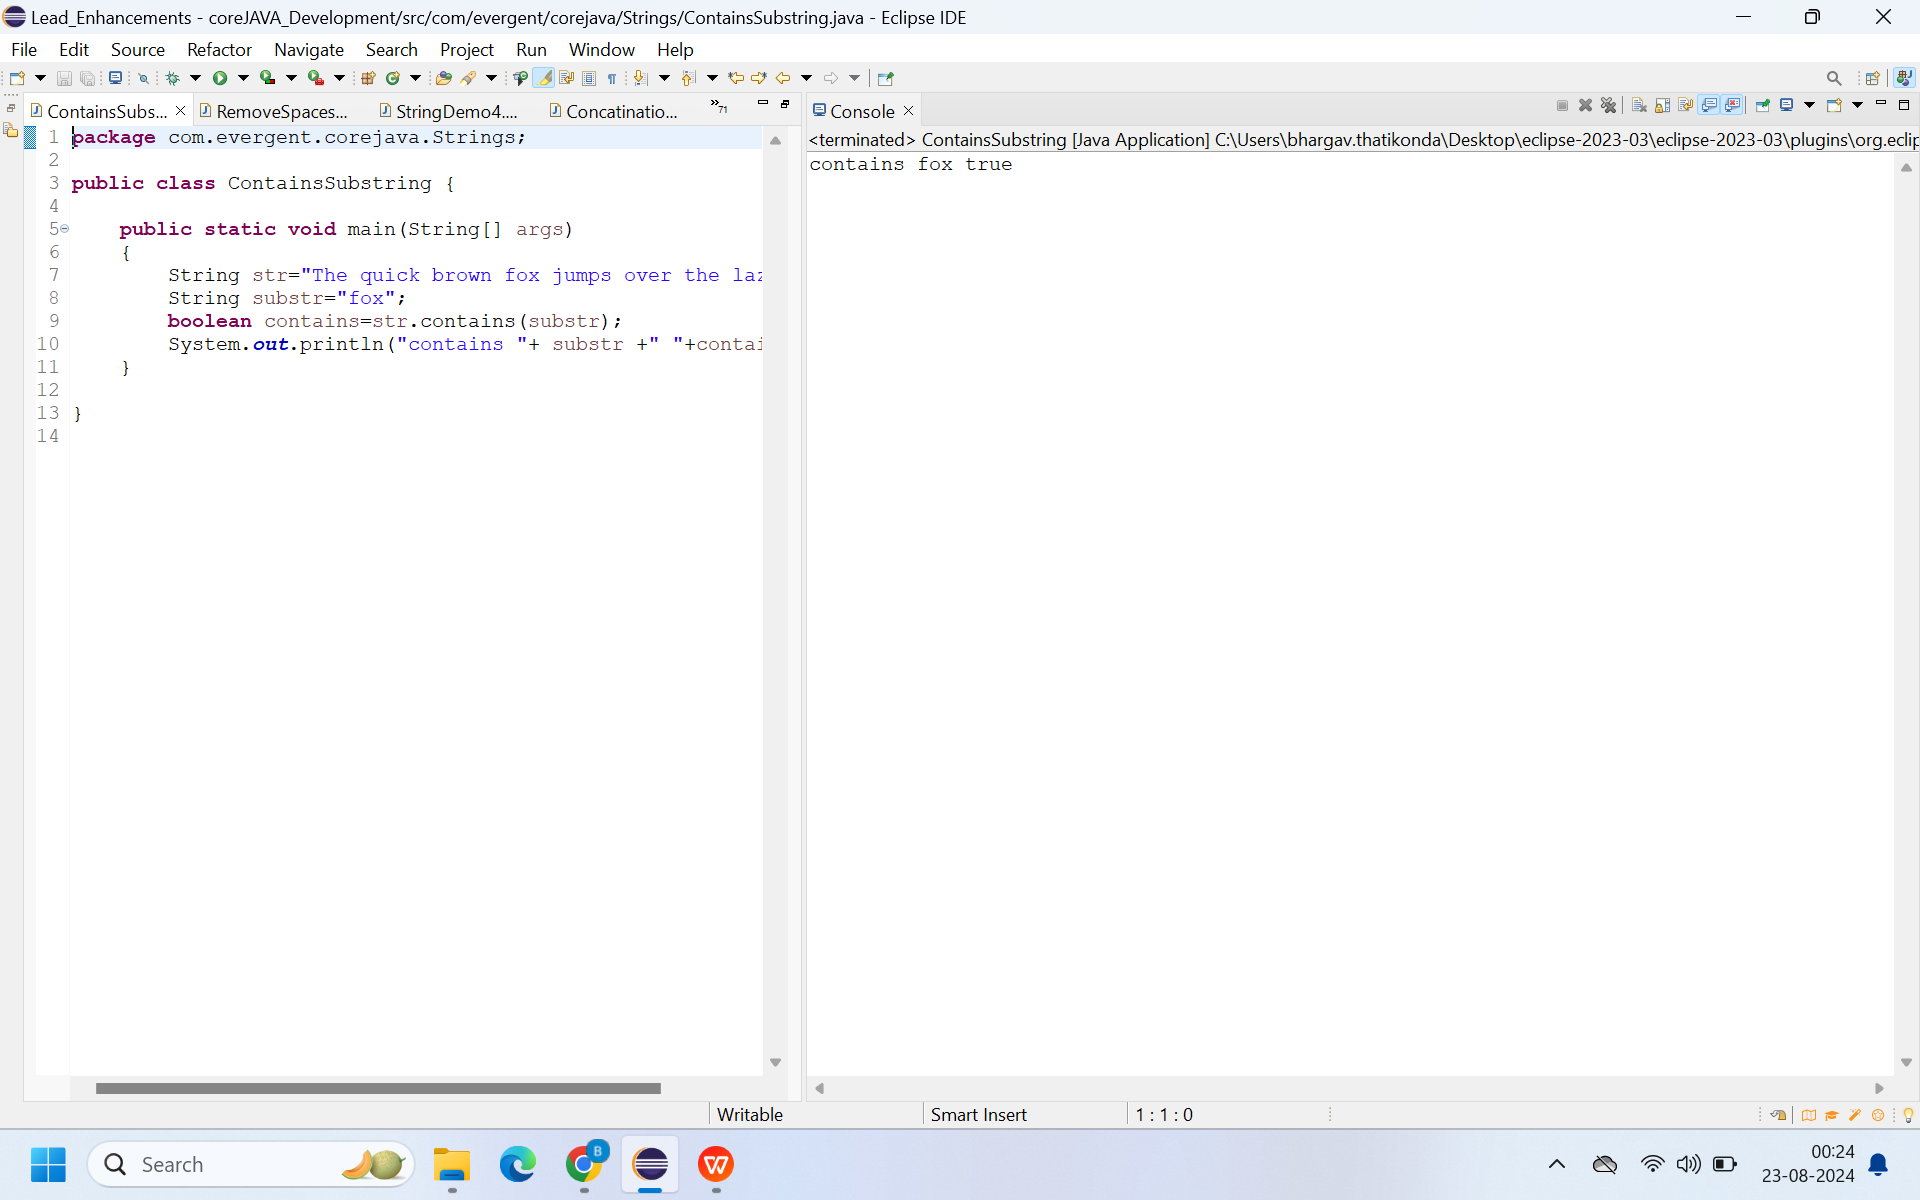 Lead_Enhancements - coreJAVA_Development/src/com/evergent/corejava/Strings/ContainsSubstring.java - Eclipse IDE
File Edit Source Refactor Navigate Search Project Run Window Help
ContainsSubs... RemoveSpaces... StringDemo4.... Concatinatio... »71
1 package com.evergent.corejava.Strings;
2
3 public class ContainsSubstring {
4
5 public static void main(String[] args)
6 {
7 String str="The quick brown fox jumps over the laz
8 String substr="fox";
9 boolean contains=str.contains(substr);
10 System.out.println("contains "+ substr +" "+contai
11 }
12
13 }
14
Console
<terminated> ContainsSubstring [Java Application] C:\Users\bhargav.thatikonda\Desktop\eclipse-2023-03\eclipse-2023-03\plugins\org.eclip
contains fox true
Writable Smart Insert 1 : 1 : 0
Search
B
W
00:24
23-08-2024